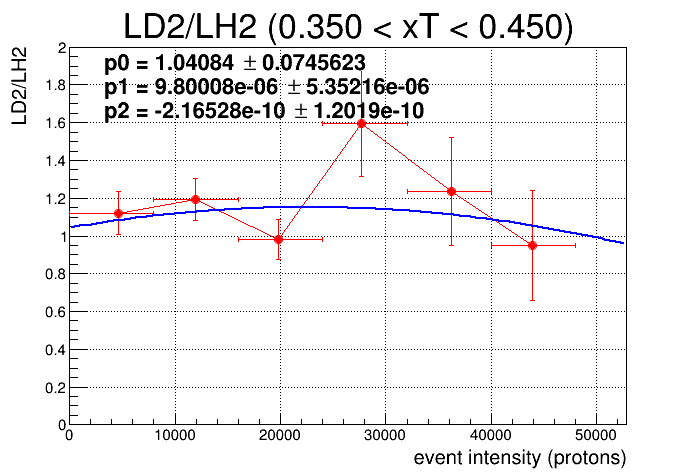 LD2/LH2 (0.350 < xT < 0.450)
LD2/LH2
p0 = 1.04084 ± 0.0745623
p1 = 9.80008e-06 ± 5.35216e-06
p2 = -2.16528e-10 ± 1.2019e-10
2
1.8
1.6
1.4
1.2
1
0.8
0.6
0.4
0.2
0
0 10000 20000 30000 40000 50000
event intensity (protons)